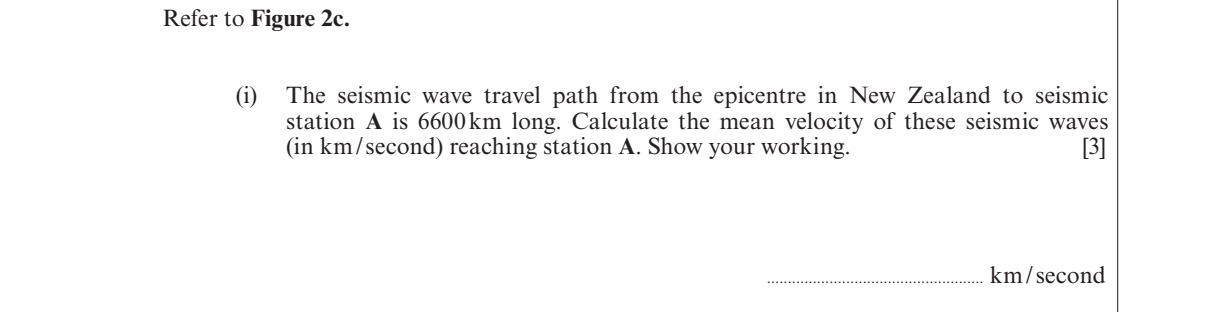 Refer to Figure 2c.
(i) The seismic wave travel path from the epicentre in New Zealand to seismic
station A is 6600 km long. Calculate the mean velocity of these seismic waves
(in km/second) reaching station A. Show your working. [3]
.................................................... km/second